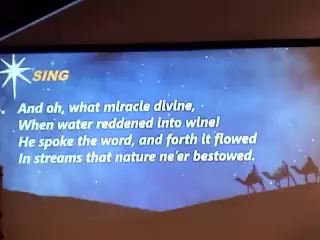 SING
And oh, what miracle divine,
When water reddened into wine!
He spoke the word, and forth it flowed
In streams that nature ne'er bestowed.